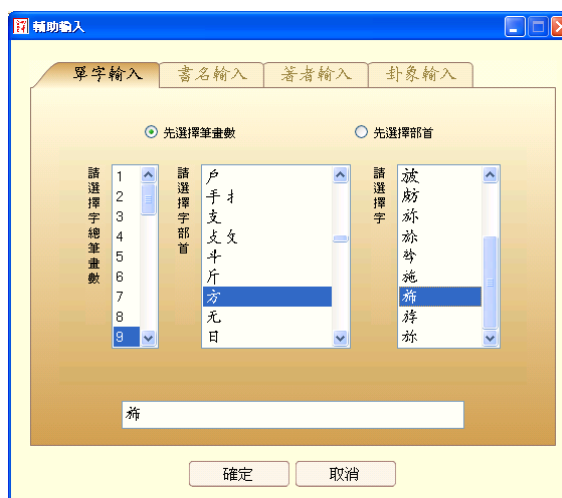 輔助輸入
單字輸入 書名輸入 著者輸入 卦象輸入
先選擇筆畫數 先選擇部首
請選擇字總筆畫數
1
2
3
4
5
6
7
8
9
請選擇字部首
戶
手扌
支
攴攵
斗
斤
方
无
日
請選擇字
施
確定 取消